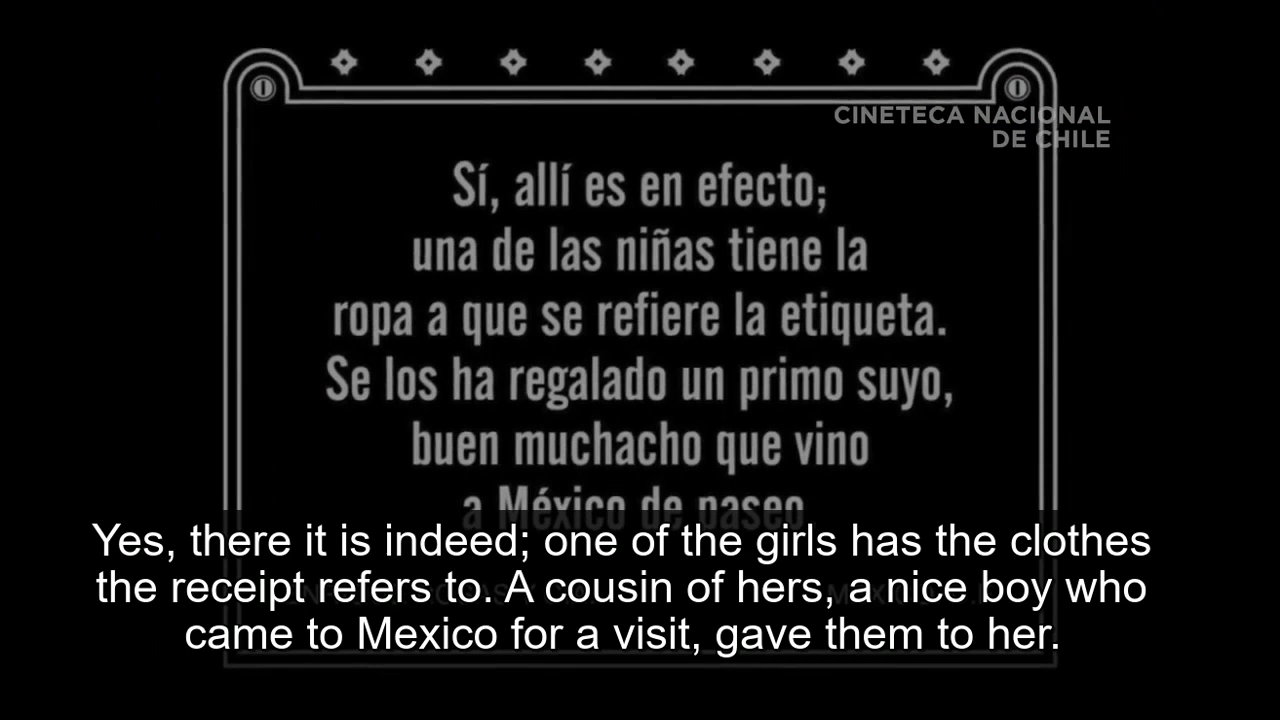 CINETECA NACIONAL
DE CHILE
Sí, allí es en efecto;
una de las niñas tiene la
ropa a que se refiere la etiqueta.
Se los ha regalado un primo suyo,
buen muchacho que vino
a México de paseo
Yes, there it is indeed; one of the girls has the clothes
the receipt refers to. A cousin of hers, a nice boy who
came to Mexico for a visit, gave them to her.